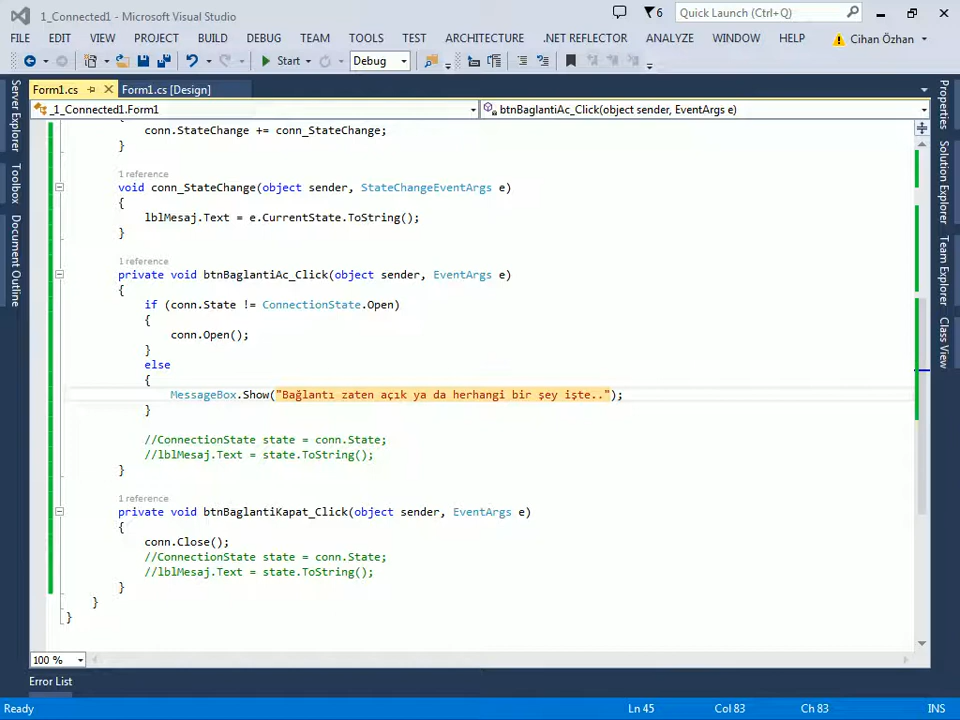 1_Connected1 - Microsoft Visual Studio
6
Quick Launch (Ctrl+Q)
FILE EDIT VIEW PROJECT BUILD DEBUG TEAM TOOLS TEST ARCHITECTURE .NET REFLECTOR ANALYZE WINDOW HELP Cihan Özhan
Start Debug
Form1.cs Form1.cs [Design]
_1_Connected1.Form1 btnBaglantiAc_Click(object sender, EventArgs e)
Server Explorer
Toolbox
Document Outline
{
conn.StateChange += conn_StateChange;
}
1 reference
void conn_StateChange(object sender, StateChangeEventArgs e)
{
lblMesaj.Text = e.CurrentState.ToString();
}
1 reference
private void btnBaglantiAc_Click(object sender, EventArgs e)
{
if (conn.State != ConnectionState.Open)
{
conn.Open();
}
else
{
MessageBox.Show("Bağlantı zaten açık ya da herhangi bir şey işte..");
}
//ConnectionState state = conn.State;
//lblMesaj.Text = state.ToString();
}
1 reference
private void btnBaglantiKapat_Click(object sender, EventArgs e)
{
conn.Close();
//ConnectionState state = conn.State;
//lblMesaj.Text = state.ToString();
}
}
}
Properties
Solution Explorer
Team Explorer
Class View
100 %
Error List
Ready Ln 45 Col 83 Ch 83 INS